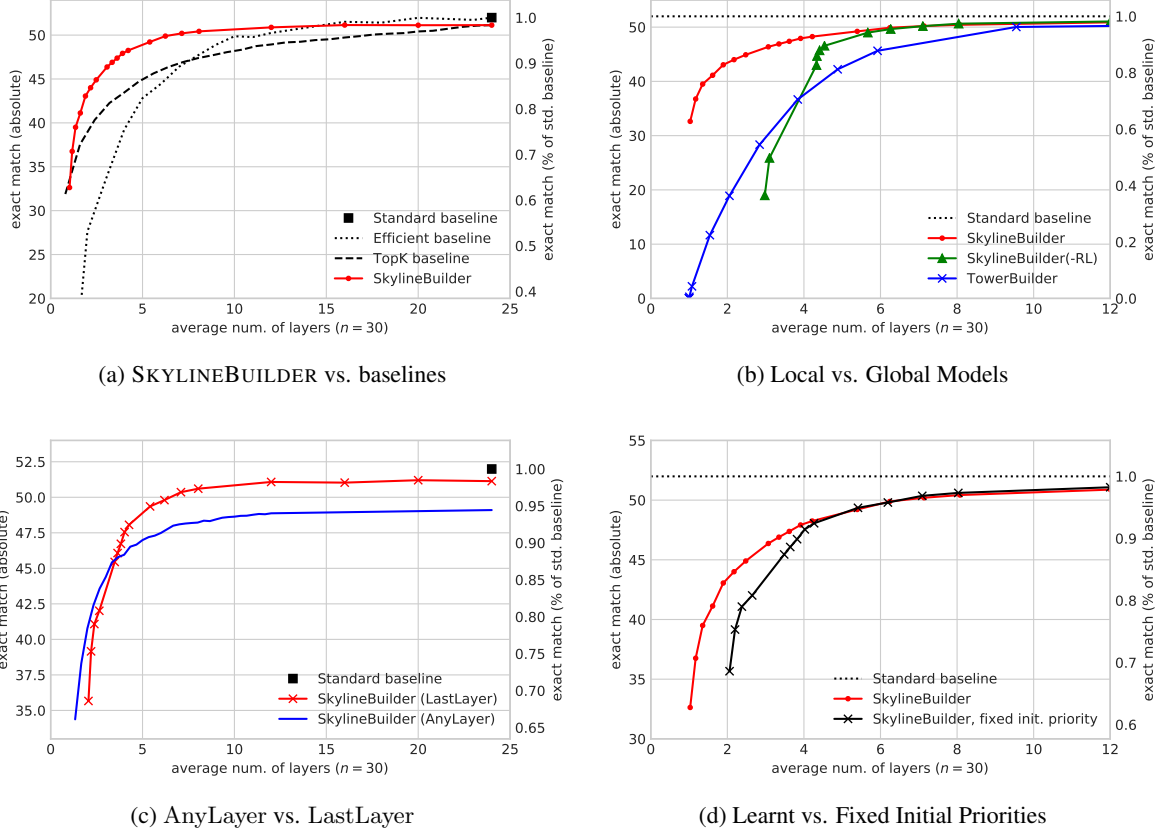 50
45
40
35
30
25
20
0
5
10
15
20
25
1.0
0.9
0.8
0.7
0.6
0.5
0.4
exact match (absolute)
exact match (% of std. baseline)
Standard baseline
Efficient baseline
TopK baseline
SkylineBuilder
average num. of layers (n = 30)
(a) SKYLINEBUILDER vs. baselines
50
40
30
20
10
0
0
2
4
6
8
10
12
1.0
0.8
0.6
0.4
0.2
0.0
exact match (absolute)
exact match (% of std. baseline)
Standard baseline
SkylineBuilder
SkylineBuilder(-RL)
TowerBuilder
average num. of layers (n = 30)
(b) Local vs. Global Models
52.5
50.0
47.5
45.0
42.5
40.0
37.5
35.0
0
5
10
15
20
25
1.00
0.95
0.90
0.85
0.80
0.75
0.70
0.65
exact match (absolute)
exact match (% of std. baseline)
Standard baseline
SkylineBuilder (LastLayer)
SkylineBuilder (AnyLayer)
average num. of layers (n = 30)
(c) AnyLayer vs. LastLayer
55
50
45
40
35
30
0
2
4
6
8
10
12
1.0
0.9
0.8
0.7
0.6
exact match (absolute)
exact match (% of std. baseline)
Standard baseline
SkylineBuilder
SkylineBuilder, fixed init. priority
average num. of layers (n = 30)
(d) Learnt vs. Fixed Initial Priorities